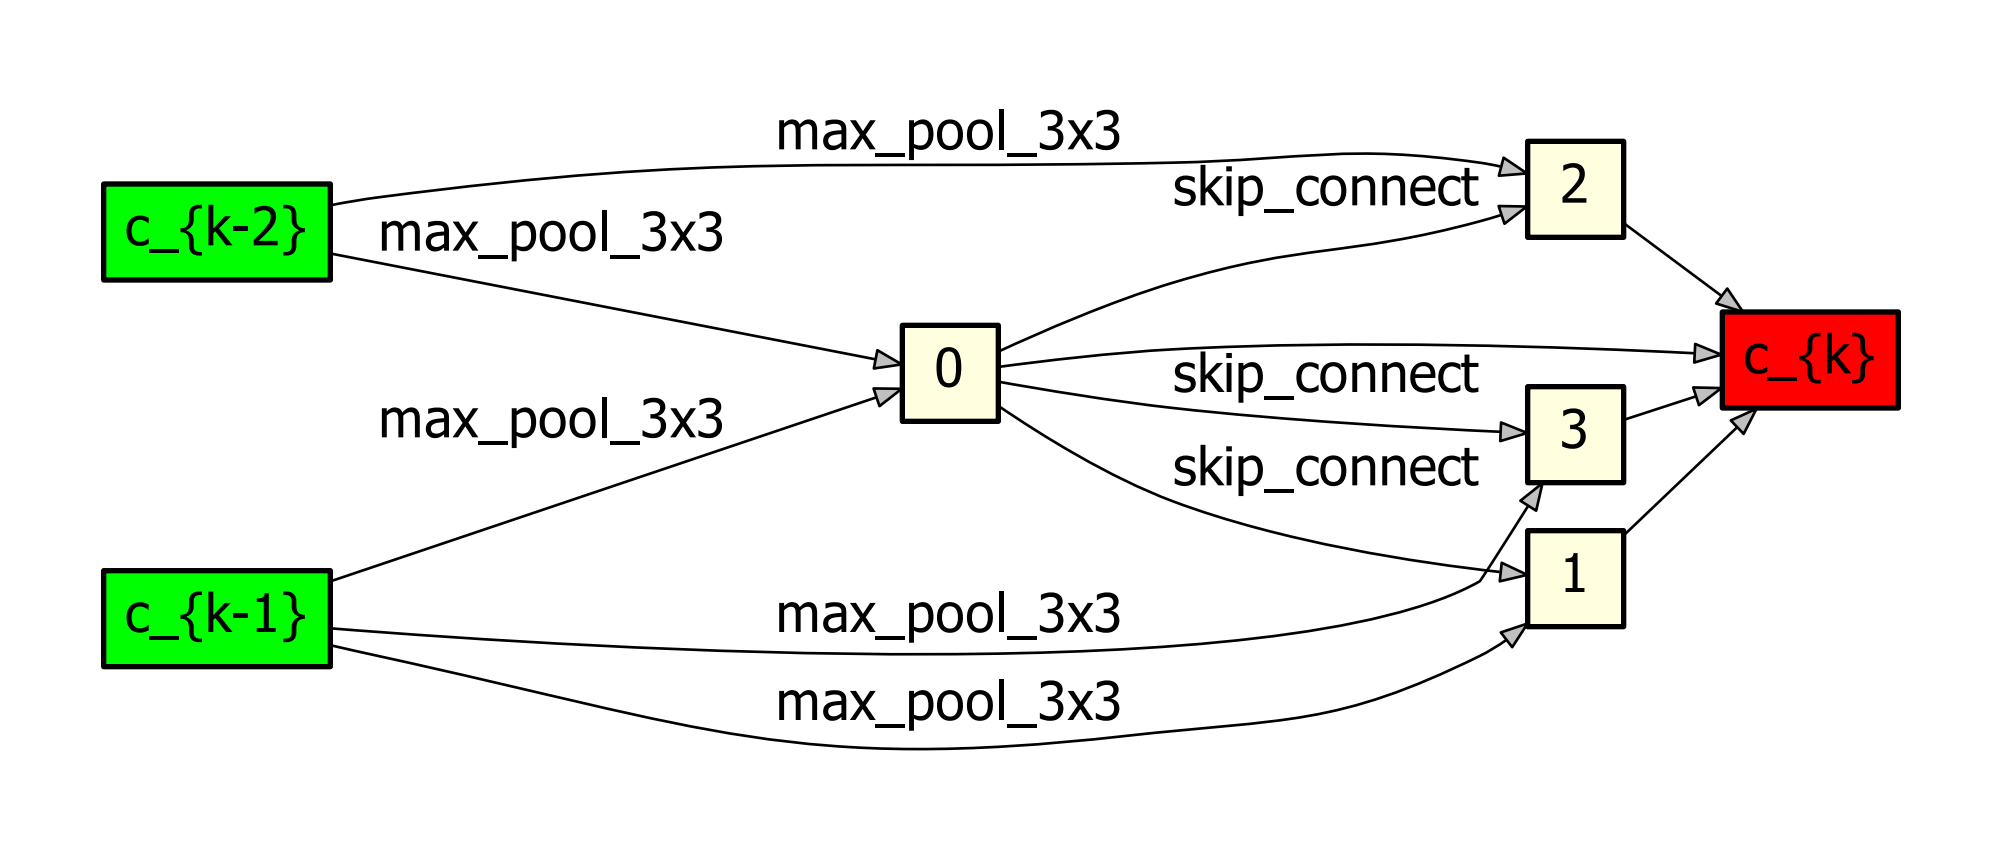 max_pool_3x3
skip_connect
2
c_{k-2}
max_pool_3x3
0
c_{k}
skip_connect
3
max_pool_3x3
skip_connect
1
c_{k-1}
max_pool_3x3
max_pool_3x3